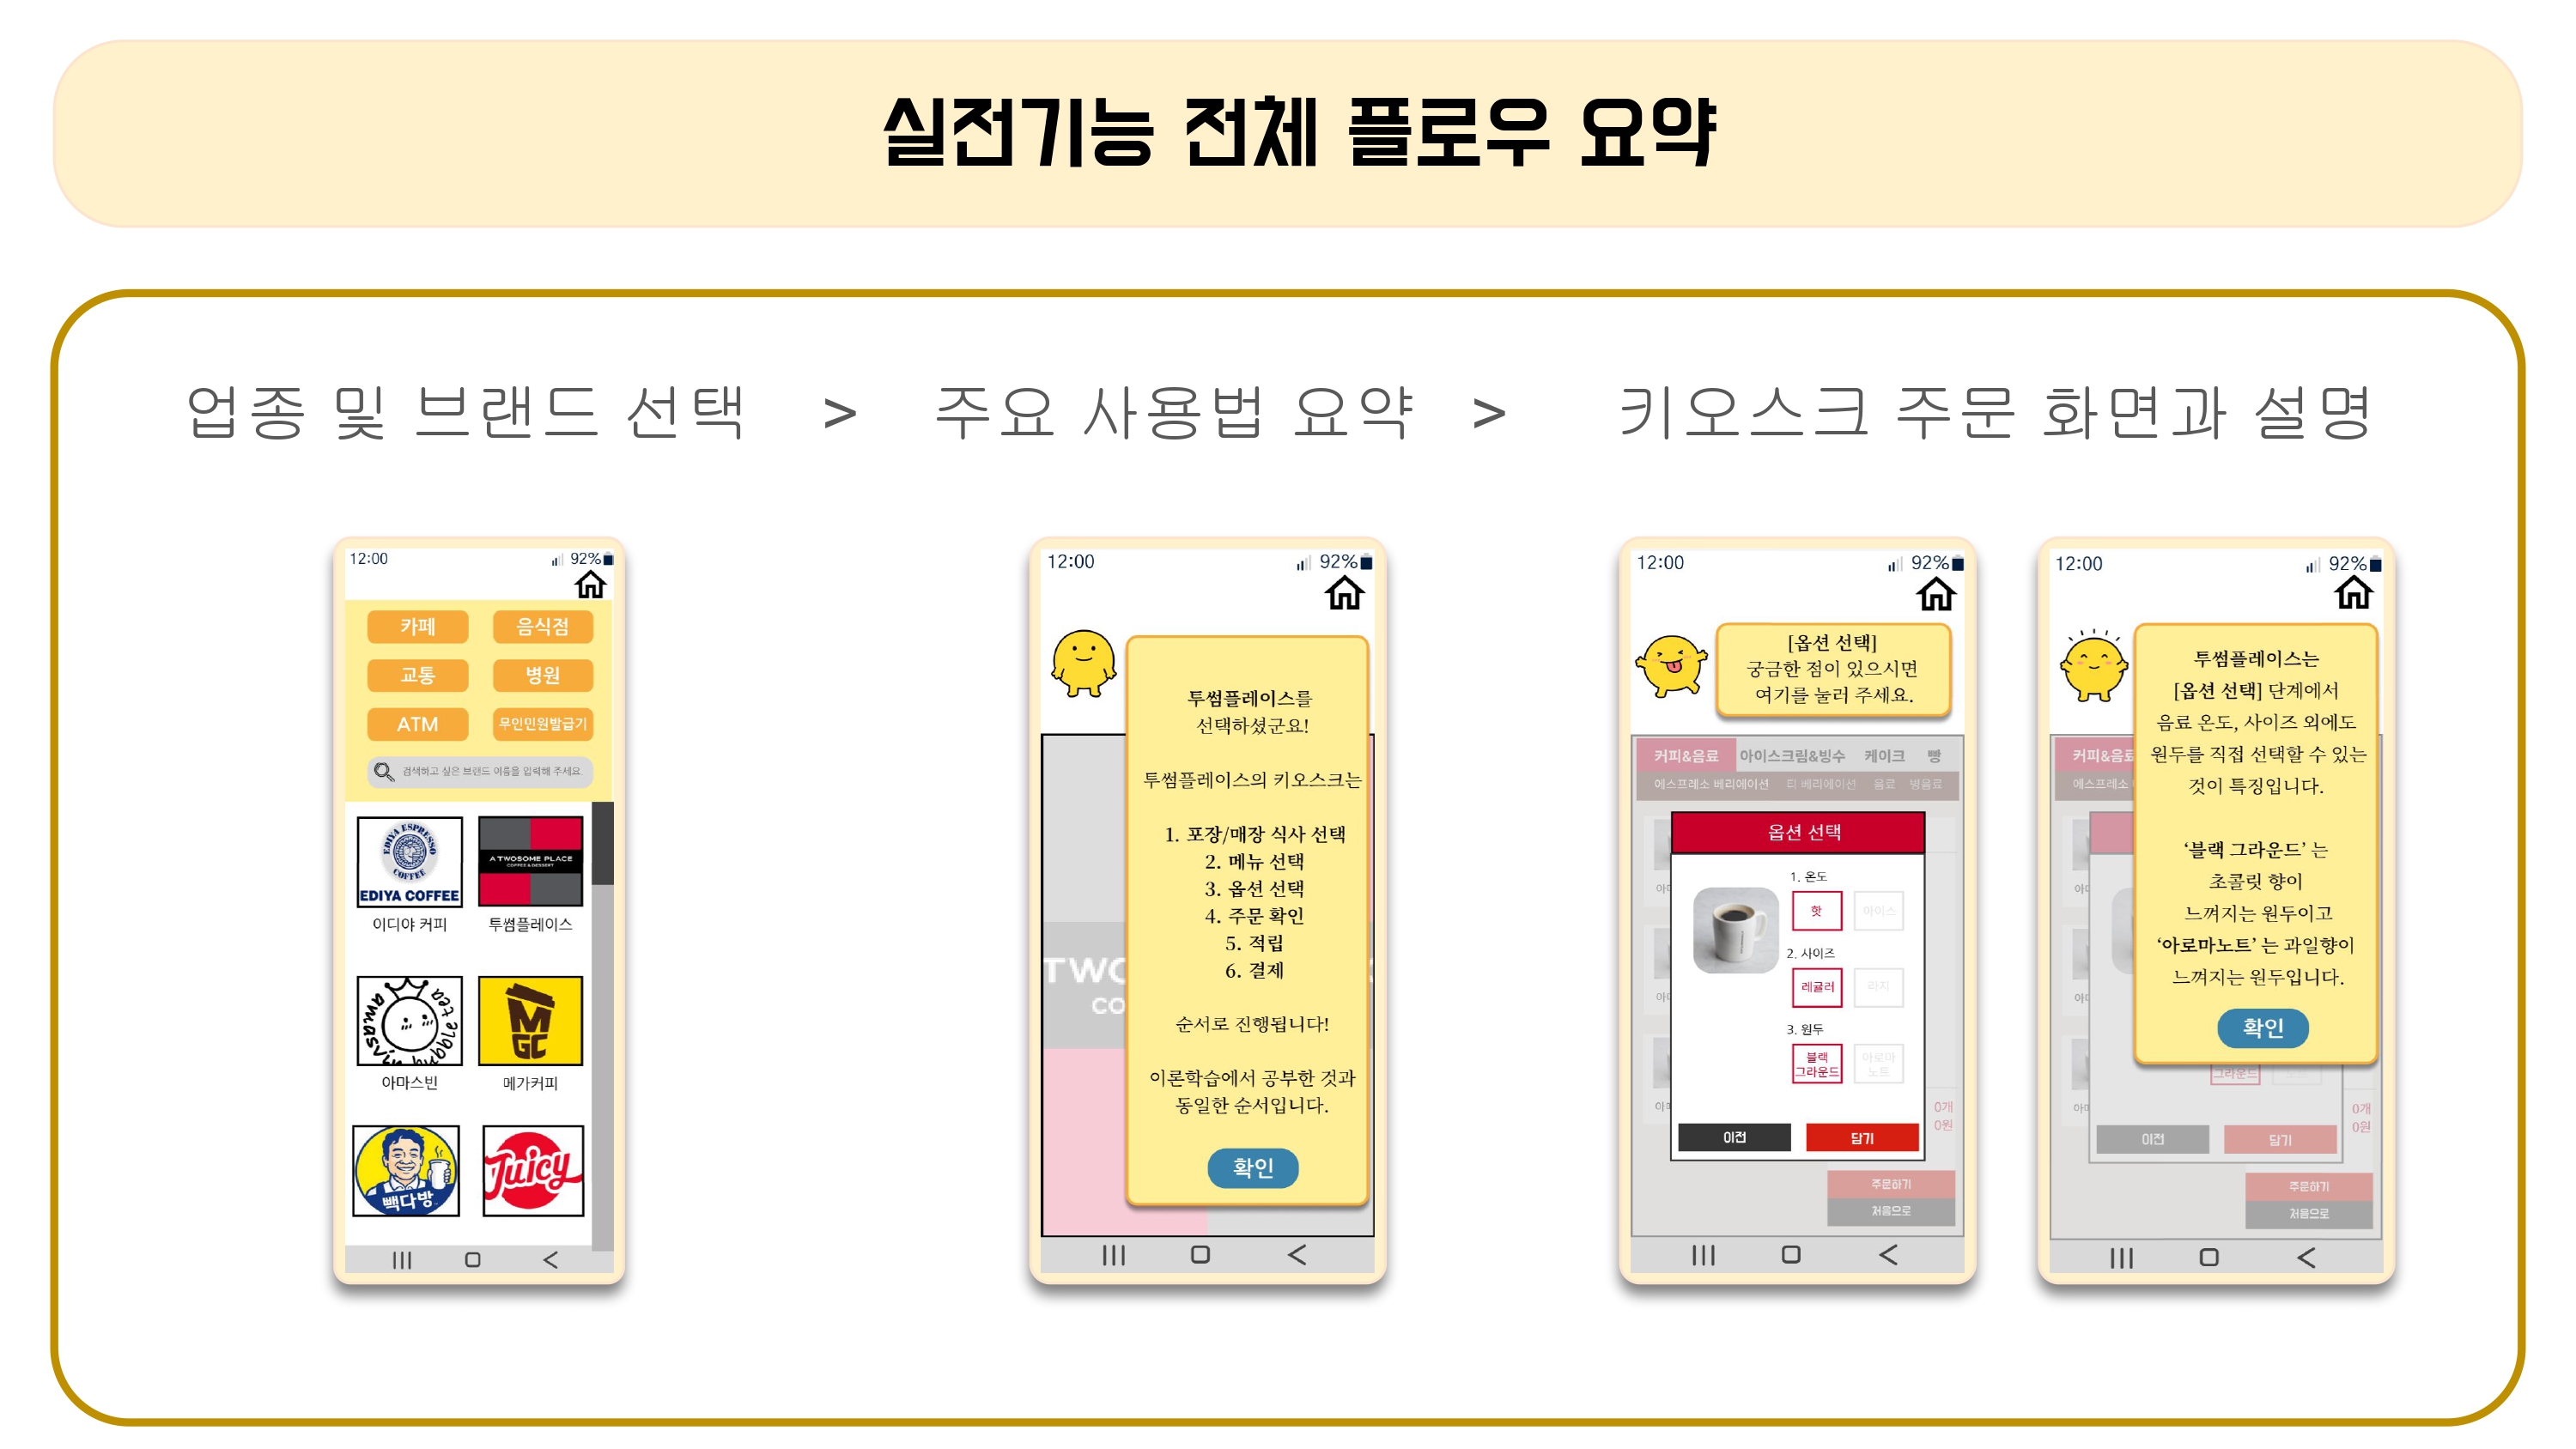 실전기능 전체 플로우 요약
업종 및 브랜드 선택 > 주요 사용법 요약 > 키오스크 주문 화면과 설명
12:00 92%
카페 음식점
교통 병원
ATM 무인민원발급기
검색하고 싶은 브랜드 이름을 입력해 주세요.
EDIYA ESPRESSO COFFEE
EDIYA COFFEE
A TWOSOME PLACE
COFFEE & DESSERT
이디야 커피 투썸플레이스
amasvin bubble tea
MGC
아마스빈 메가커피
빽다방
Juicy
12:00 92%
투썸플레이스를
선택하셨군요!
투썸플레이스의 키오스크는
1. 포장/매장 식사 선택
2. 메뉴 선택
3. 옵션 선택
4. 주문 확인
5. 적립
6. 결제
순서로 진행됩니다!
이론학습에서 공부한 것과
동일한 순서입니다.
확인
TWO
CO
12:00 92%
[옵션 선택]
궁금한 점이 있으시면
여기를 눌러 주세요.
커피&음료 아이스크림&빙수 케이크 빵
에스프레소 베리에이션 티 베리에이션 음료 병음료
옵션 선택
1. 온도
핫 아이스
2. 사이즈
레귤러 라지
3. 원두
블랙 그라운드 아로마 노트
이전 담기
0개
0원
주문하기
처음으로
12:00 92%
투썸플레이스는
[옵션 선택] 단계에서
음료 온도, 사이즈 외에도
원두를 직접 선택할 수 있는
것이 특징입니다.
‘블랙 그라운드’ 는
초콜릿 향이
느껴지는 원두이고
‘아로마노트’ 는 과일향이
느껴지는 원두입니다.
확인
커피&음료
에스프레소
그라운드
이전 담기
0개
0원
주문하기
처음으로